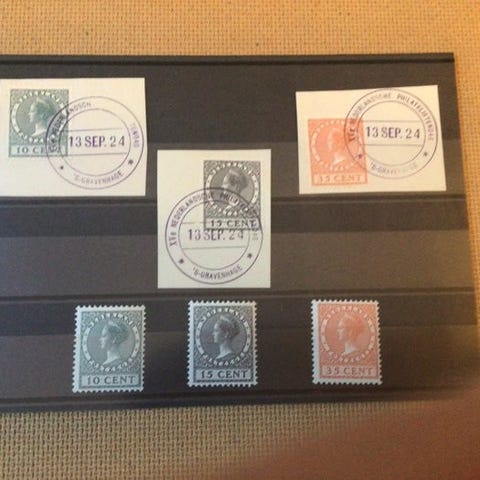 10 CENT
13 SEP. 24
'S-GRAVENHAGE
15 CENT
XVe NEDERLANDSCHE PHILATELISTENDAG
13 SEP. 24
'S-GRAVENHAGE
35 CENT
XVe NEDERLANDSCHE PHILATELISTENDAG
13 SEP. 24
'S-GRAVENHAGE
10 CENT
15 CENT
35 CENT